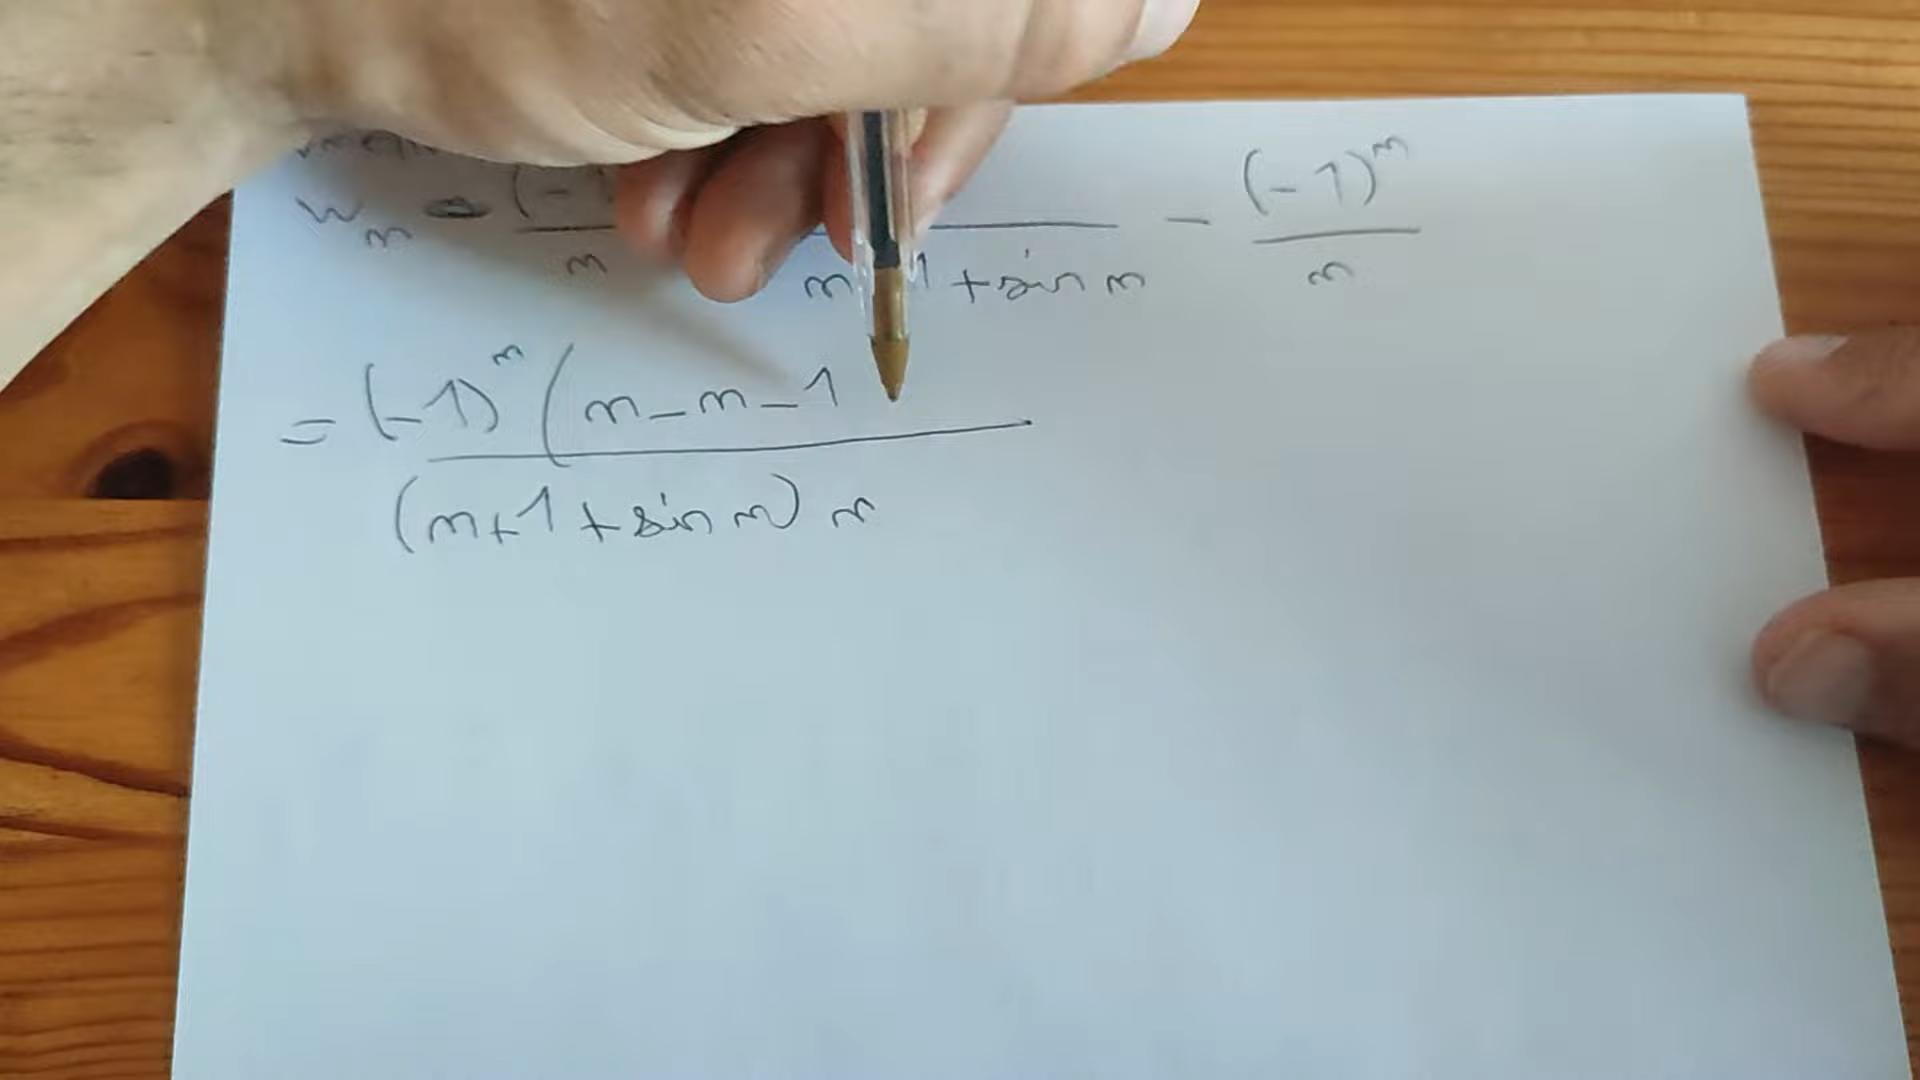 w_n = (-1 / n / n 1 + sin n - (-1)^n / n
= (-1)^n (n - n - 1 / (n+1 + sin n) n